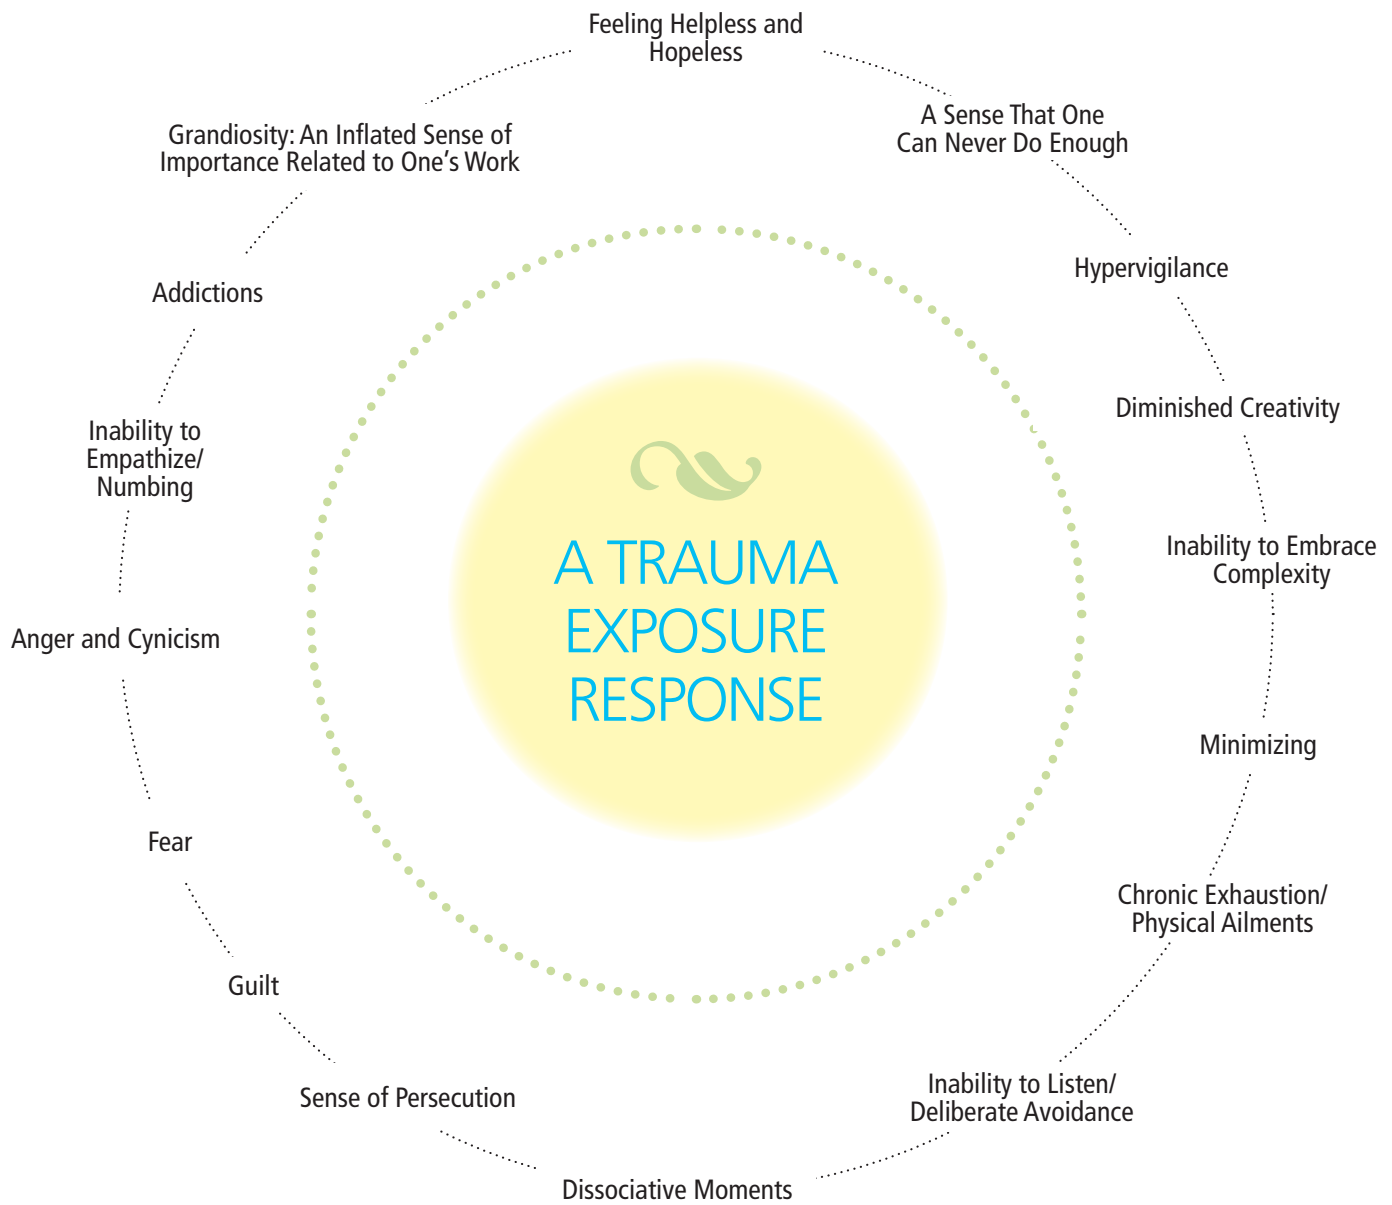 Feeling Helpless and
Hopeless
A Sense That One
Can Never Do Enough
Hypervigilance
Diminished Creativity
Inability to Embrace
Complexity
Minimizing
Chronic Exhaustion/
Physical Ailments
Inability to Listen/
Deliberate Avoidance
Dissociative Moments
Sense of Persecution
Guilt
Fear
Anger and Cynicism
Inability to
Empathize/
Numbing
Addictions
Grandiosity: An Inflated Sense of
Importance Related to One's Work
A TRAUMA
EXPOSURE
RESPONSE